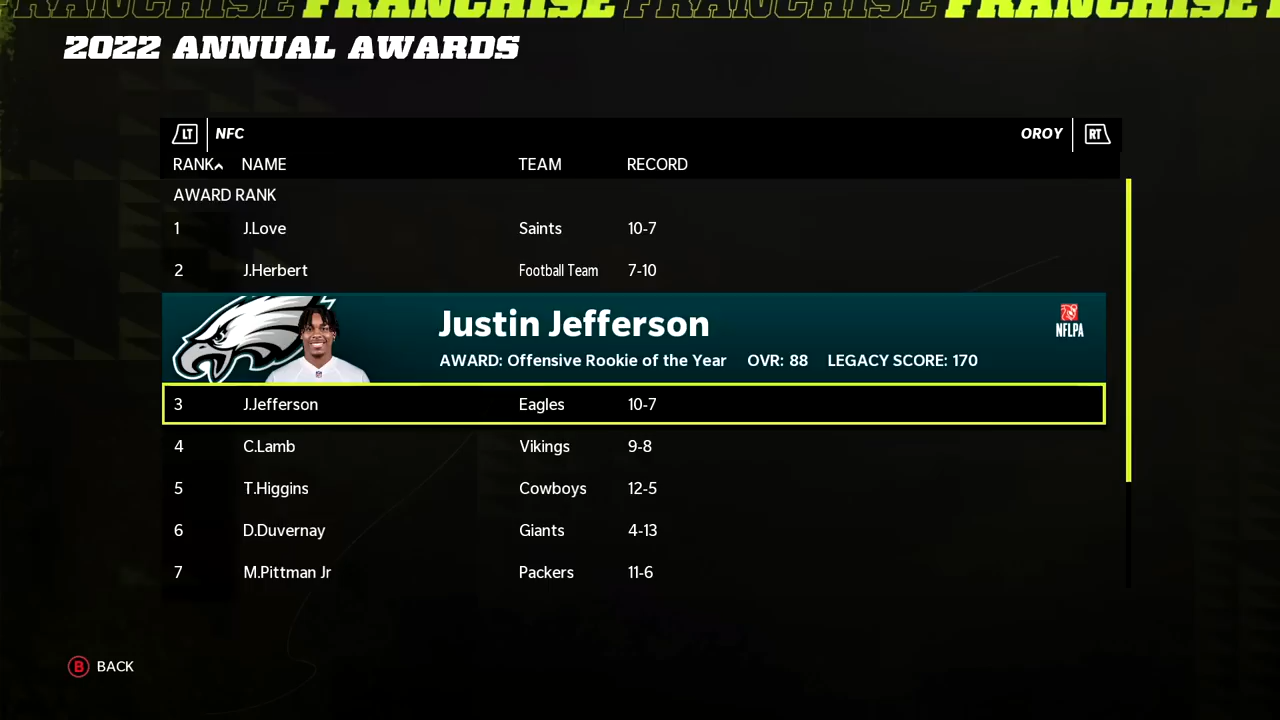 FRANCHISE FRANCHISE FRANCHISE FRANCHISE
2022 ANNUAL AWARDS
LT NFC OROY RT
RANK NAME TEAM RECORD
AWARD RANK
1 J.Love Saints 10-7
2 J.Herbert Football Team 7-10
Justin Jefferson
NFLPA
AWARD: Offensive Rookie of the Year OVR: 88 LEGACY SCORE: 170
3 J.Jefferson Eagles 10-7
4 C.Lamb Vikings 9-8
5 T.Higgins Cowboys 12-5
6 D.Duvernay Giants 4-13
7 M.Pittman Jr Packers 11-6
B BACK